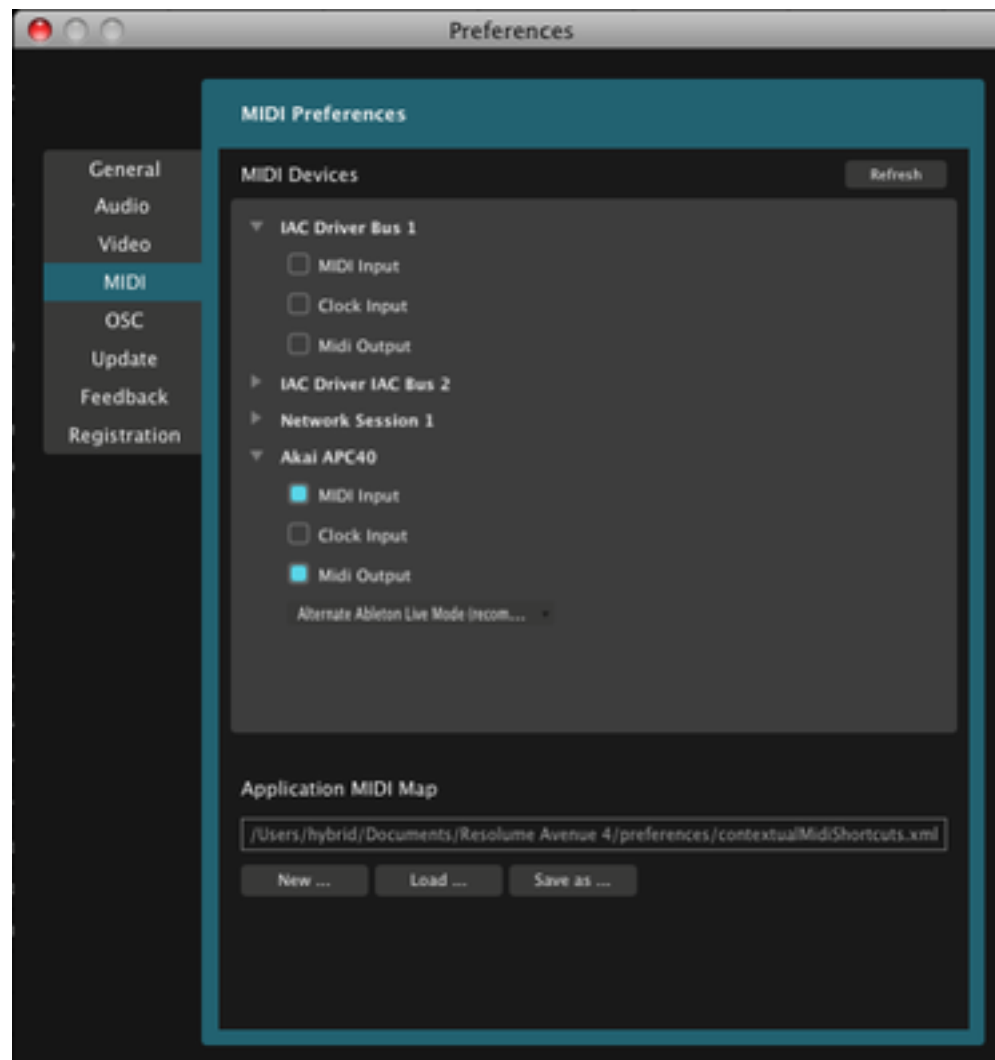 Preferences
MIDI Preferences
General
Audio
Video
MIDI
OSC
Update
Feedback
Registration
MIDI Devices
Refresh
IAC Driver Bus 1
MIDI Input
Clock Input
Midi Output
IAC Driver IAC Bus 2
Network Session 1
Akai APC40
MIDI Input
Clock Input
Midi Output
Alternate Ableton Live Mode (recom....
Application MIDI Map
/Users/hybrid/Documents/Resolume Avenue 4/preferences/contextualMidiShortcuts.xml
New ...
Load ...
Save as ...